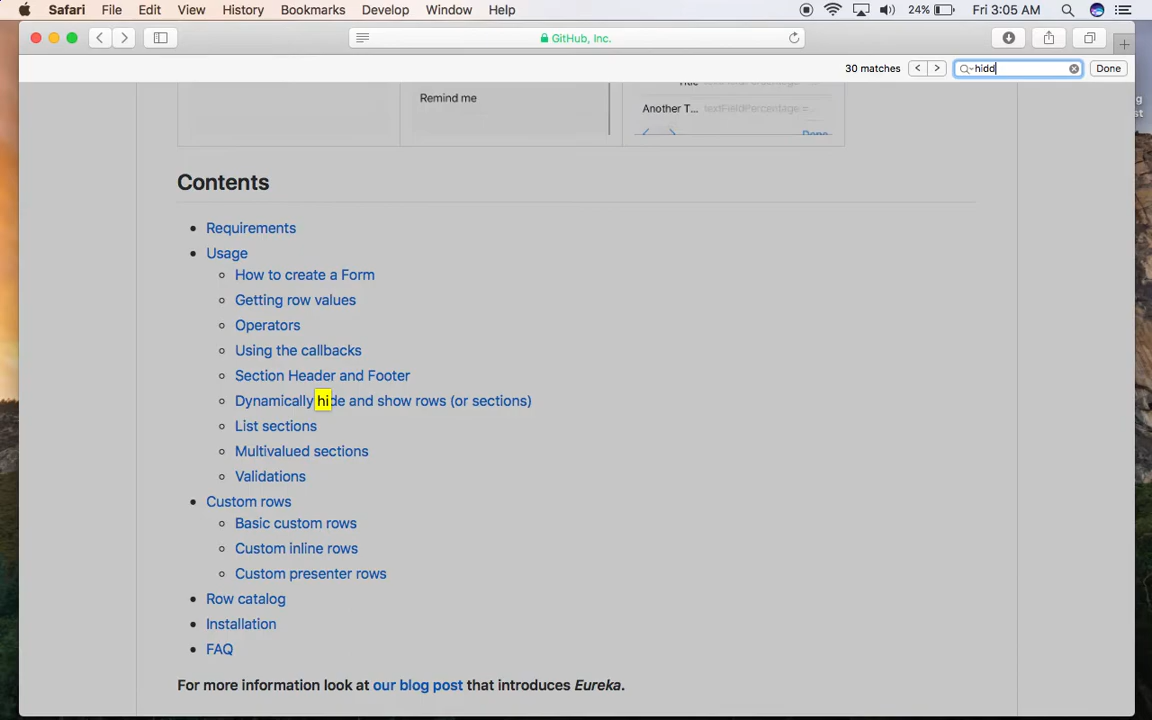 Safari File Edit View History Bookmarks Develop Window Help 24% Fri 3:05 AM
GitHub, Inc.
30 matches hidd Done
Remind me
Another T... textFieldPercentage =...
Done
Contents
Requirements
Usage
How to create a Form
Getting row values
Operators
Using the callbacks
Section Header and Footer
Dynamically hide and show rows (or sections)
List sections
Multivalued sections
Validations
Custom rows
Basic custom rows
Custom inline rows
Custom presenter rows
Row catalog
Installation
FAQ
For more information look at our blog post that introduces Eureka.